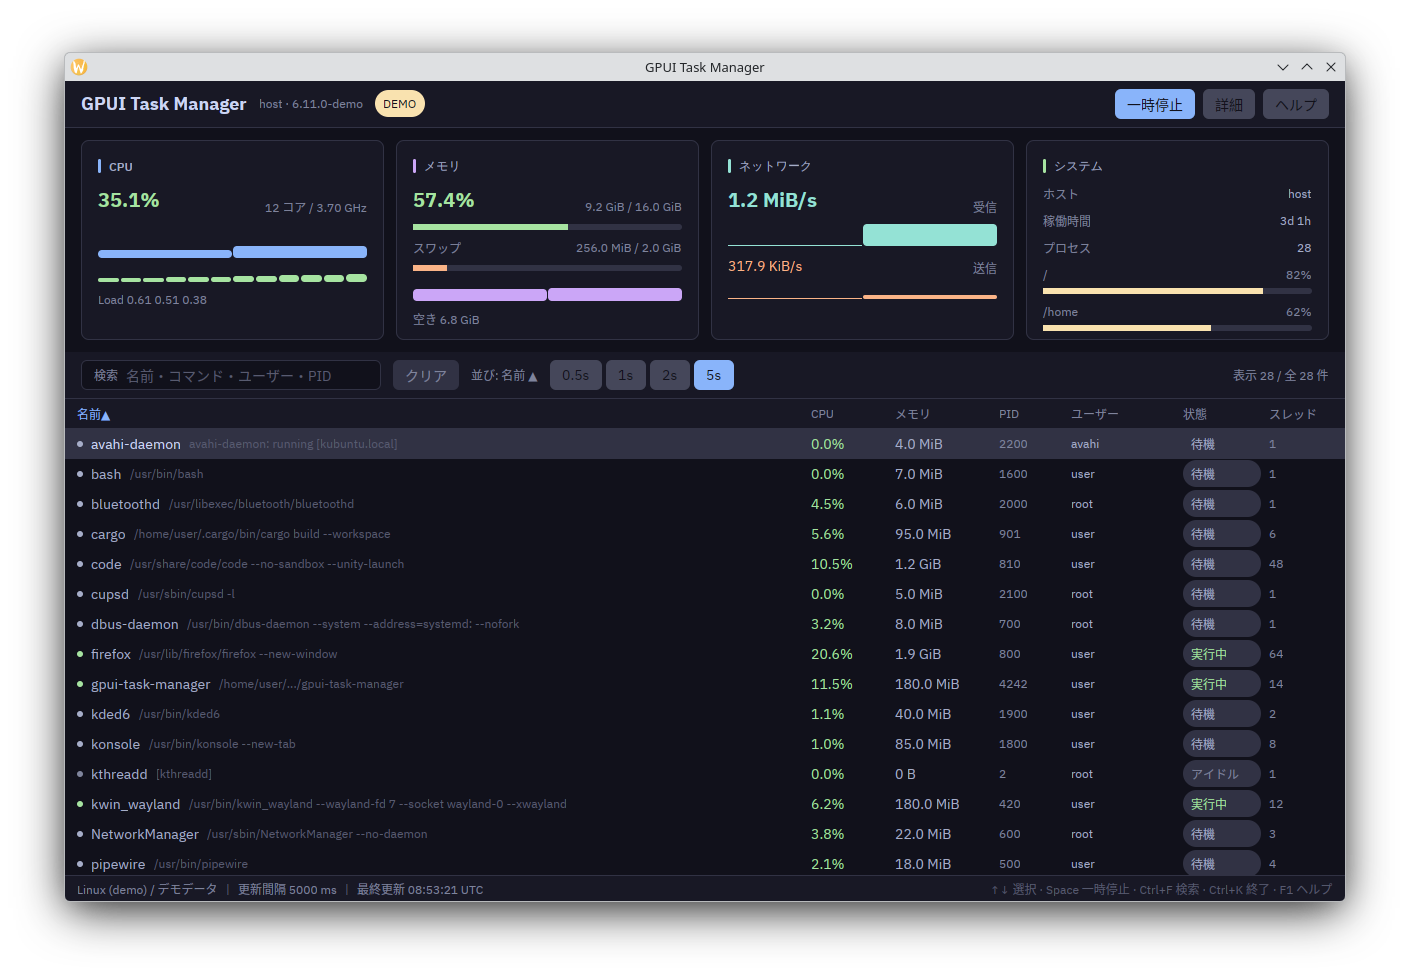 GPUI Task Manager
GPUI Task Manager host · 6.11.0-demo DEMO 一時停止 詳細 ヘルプ
CPU
35.1% 12 コア / 3.70 GHz
Load 0.61 0.51 0.38
メモリ
57.4% 9.2 GiB / 16.0 GiB
スワップ 256.0 MiB / 2.0 GiB
空き 6.8 GiB
ネットワーク
1.2 MiB/s 受信
317.9 KiB/s 送信
システム
ホスト host
稼働時間 3d 1h
プロセス 28
/ 82%
/home 62%
検索 名前・コマンド・ユーザー・PID クリア 並び: 名前▲ 0.5s 1s 2s 5s 表示 28 / 全 28 件
名前▲ CPU メモリ PID ユーザー 状態 スレッド
avahi-daemon avahi-daemon: running [kubuntu.local] 0.0% 4.0 MiB 2200 avahi 待機 1
bash /usr/bin/bash 0.0% 7.0 MiB 1600 user 待機 1
bluetoothd /usr/libexec/bluetooth/bluetoothd 4.5% 6.0 MiB 2000 root 待機 1
cargo /home/user/.cargo/bin/cargo build --workspace 5.6% 95.0 MiB 901 user 待機 6
code /usr/share/code/code --no-sandbox --unity-launch 10.5% 1.2 GiB 810 user 待機 48
cupsd /usr/sbin/cupsd -l 0.0% 5.0 MiB 2100 root 待機 1
dbus-daemon /usr/bin/dbus-daemon --system --address=systemd: --nofork 3.2% 8.0 MiB 700 root 待機 1
firefox /usr/lib/firefox/firefox --new-window 20.6% 1.9 GiB 800 user 実行中 64
gpui-task-manager /home/user/.../gpui-task-manager 11.5% 180.0 MiB 4242 user 実行中 14
kded6 /usr/bin/kded6 1.1% 40.0 MiB 1900 user 待機 2
konsole /usr/bin/konsole --new-tab 1.0% 85.0 MiB 1800 user 待機 8
kthreadd [kthreadd] 0.0% 0 B 2 root アイドル 1
kwin_wayland /usr/bin/kwin_wayland --wayland-fd 7 --socket wayland-0 --xwayland 6.2% 180.0 MiB 420 user 実行中 12
NetworkManager /usr/sbin/NetworkManager --no-daemon 3.8% 22.0 MiB 600 root 待機 3
pipewire /usr/bin/pipewire 2.1% 18.0 MiB 500 user 待機 4
Linux (demo) / デモデータ | 更新間隔 5000 ms | 最終更新 08:53:21 UTC ↑↓ 選択 · Space 一時停止 · Ctrl+F 検索 · Ctrl+K 終了 · F1 ヘルプ